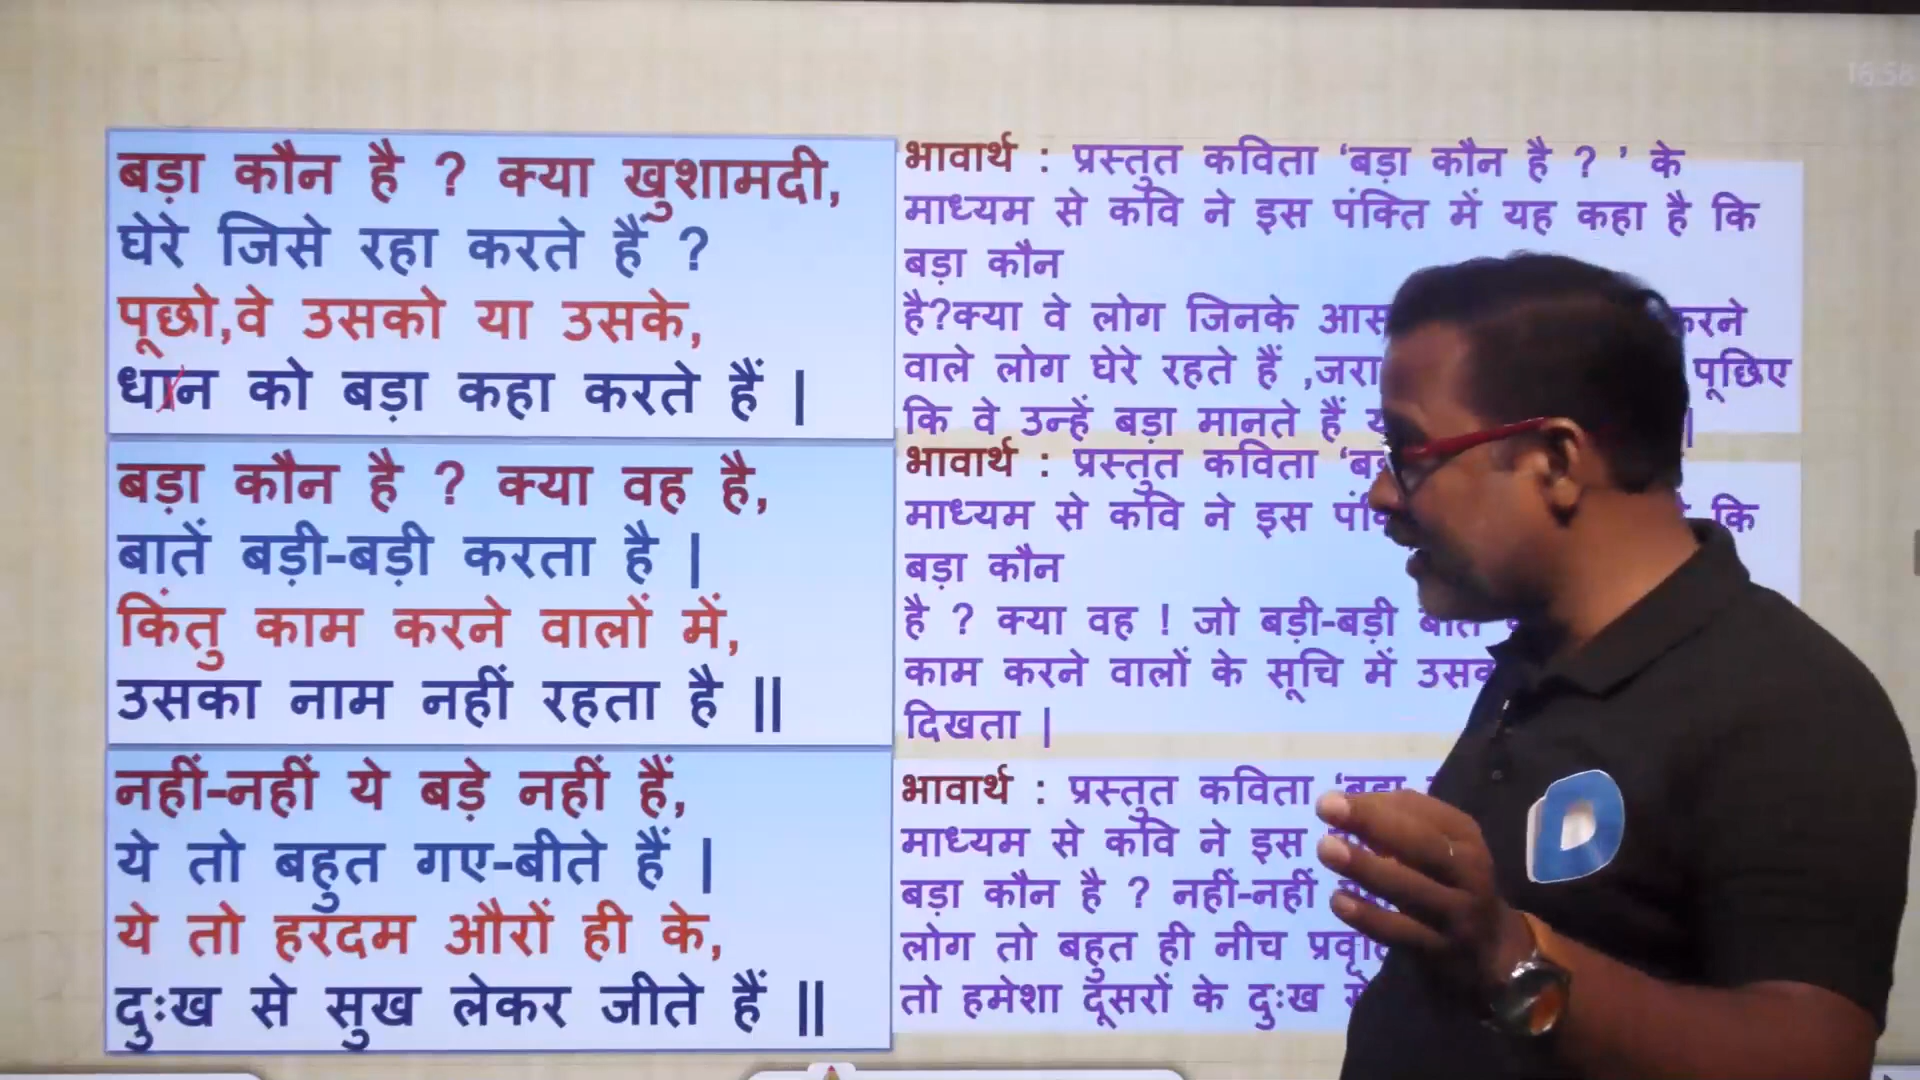 बड़ा कौन है ? क्या खुशामदी,
घेरे जिसे रहा करते हैं ?
पूछो,वे उसको या उसके,
धान को बड़ा कहा करते हैं |
बड़ा कौन है ? क्या वह है,
बातें बड़ी-बड़ी करता है |
किंतु काम करने वालों में,
उसका नाम नहीं रहता है ||
नहीं-नहीं ये बड़े नहीं हैं,
ये तो बहुत गए-बीते हैं |
ये तो हरदम औरों ही के,
दुःख से सुख लेकर जीते हैं ||
भावार्थ : प्रस्तुत कविता ‘बड़ा कौन है ? ’ के
माध्यम से कवि ने इस पंक्ति में यह कहा है कि
बड़ा कौन
है?क्या वे लोग जिनके करने
वाले लोग घेरे रहते हैं ,जरा पूछिए
कि वे उन्हें बड़ा मानते हैं |
भावार्थ : प्रस्तुत कविता
माध्यम से कवि ने इस कि
बड़ा कौन
है ? क्या वह ! जो बड़ी-बड़ी
काम करने वालों के सूचि में
दिखता |
भावार्थ : प्रस्तुत कविता
माध्यम से कवि ने इस
बड़ा कौन है ? नहीं-नहीं
लोग तो बहुत ही नीच
तो हमेशा दूसरों के दुःख